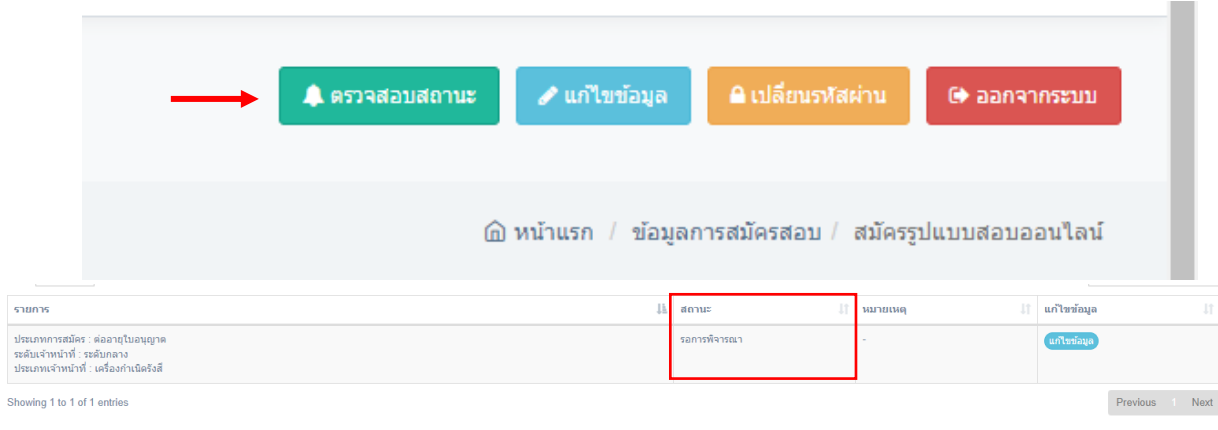 ตรวจสอบสถานะ แก้ไขข้อมูล เปลี่ยนรหัสผ่าน ออกจากระบบ
หน้าแรก / ข้อมูลการสมัครสอบ / สมัครรูปแบบสอบออนไลน์
รายการ สถานะ หมายเหตุ แก้ไขข้อมูล
ประเภทการสมัคร : ต่ออายุใบอนุญาต รอการพิจารณา - แก้ไขข้อมูล
ระดับเจ้าหน้าที่ : ระดับกลาง
ประเภทเจ้าหน้าที่ : เครื่องกำเนิดรังสี
Showing 1 to 1 of 1 entries Previous 1 Next